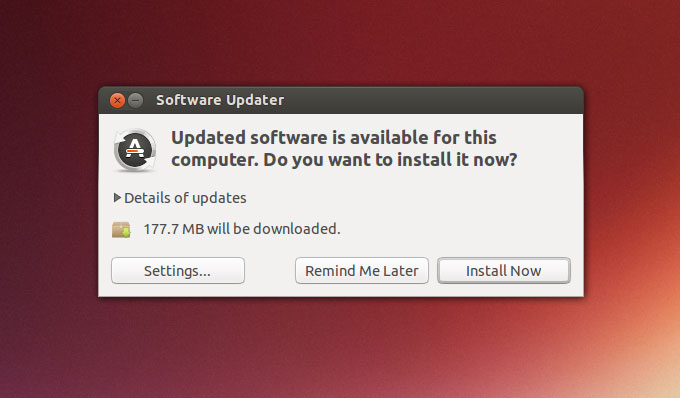 Software Updater
Updated software is available for this
computer. Do you want to install it now?
Details of updates
177.7 MB will be downloaded.
Settings...
Remind Me Later
Install Now